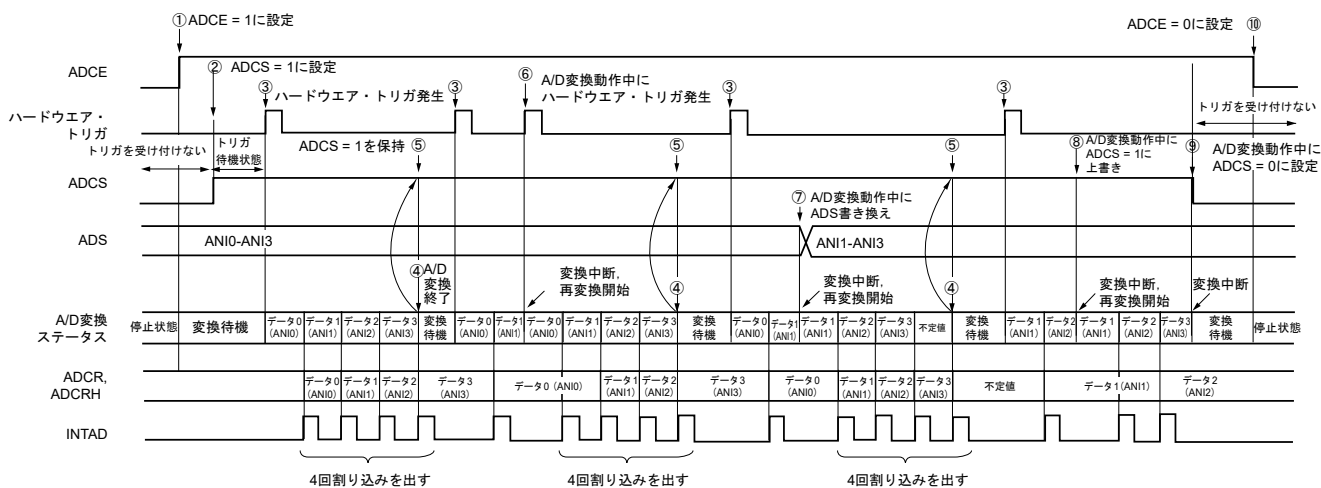 ①ADCE = 1に設定
ADCE = 0に設定 ⑩
ADCE
② ADCS = 1に設定
③ハードウエア・トリガ発生
③
⑥ A/D変換動作中に
ハードウエア・トリガ発生
③
③
ハードウエア・
トリガ
トリガを受け付けない
トリガ
待機状態
ADCS = 1を保持 ⑤
⑤
⑤
⑧ A/D変換動作中に
ADCS = 1に
上書き
⑨
トリガを受け付けない
A/D変換動作中に
ADCS = 0に設定
ADCS
⑦ A/D変換動作中に
ADS書き換え
ADS
ANI0-ANI3
ANI1-ANI3
④A/D
変換
終了
変換中断,
再変換開始
④
変換中断,
再変換開始
④
変換中断,
再変換開始
変換中断
A/D変換
ステータス
停止状態
変換待機
データ0
(ANI0)
データ1
(ANI1)
データ2
(ANI2)
データ3
(ANI3)
変換
待機
データ0
(ANI0)
データ1
(ANI1)
データ0
(ANI0)
データ1
(ANI1)
データ2
(ANI2)
データ3
(ANI3)
変換
待機
データ0
(ANI0)
データ1
(ANI1)
データ1
(ANI1)
データ2
(ANI2)
データ3
(ANI3)
不定値
変換
待機
データ1
(ANI1)
データ2
(ANI2)
データ1
(ANI1)
データ2
(ANI2)
データ3
(ANI3)
変換
待機
停止状態
ADCR,
ADCRH
データ0
(ANI0)
データ1
(ANI1)
データ2
(ANI2)
データ3
(ANI3)
データ0 (ANI0)
データ1
(ANI1)
データ2
(ANI2)
データ3
(ANI3)
データ0
(ANI0)
データ1
(ANI1)
データ2
(ANI2)
データ3
(ANI3)
不定値
データ1 (ANI1)
データ2
(ANI2)
INTAD
4回割り込みを出す
4回割り込みを出す
4回割り込みを出す